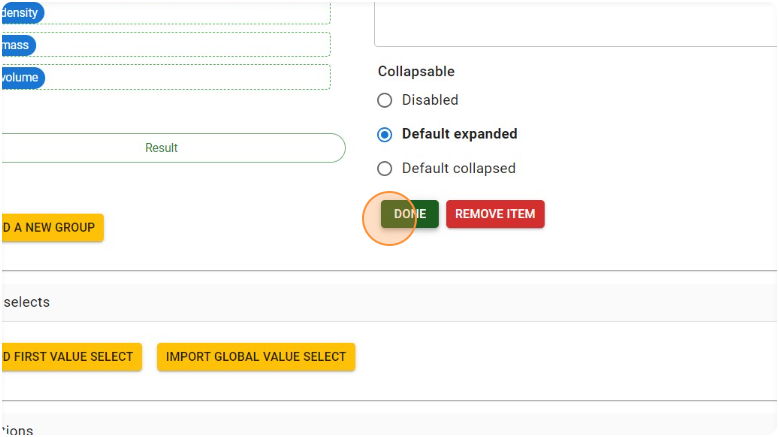 density
mass
volume
Result
D A NEW GROUP
Collapsable
Disabled
Default expanded
Default collapsed
DONE
REMOVE ITEM
selects
D FIRST VALUE SELECT
IMPORT GLOBAL VALUE SELECT
tions